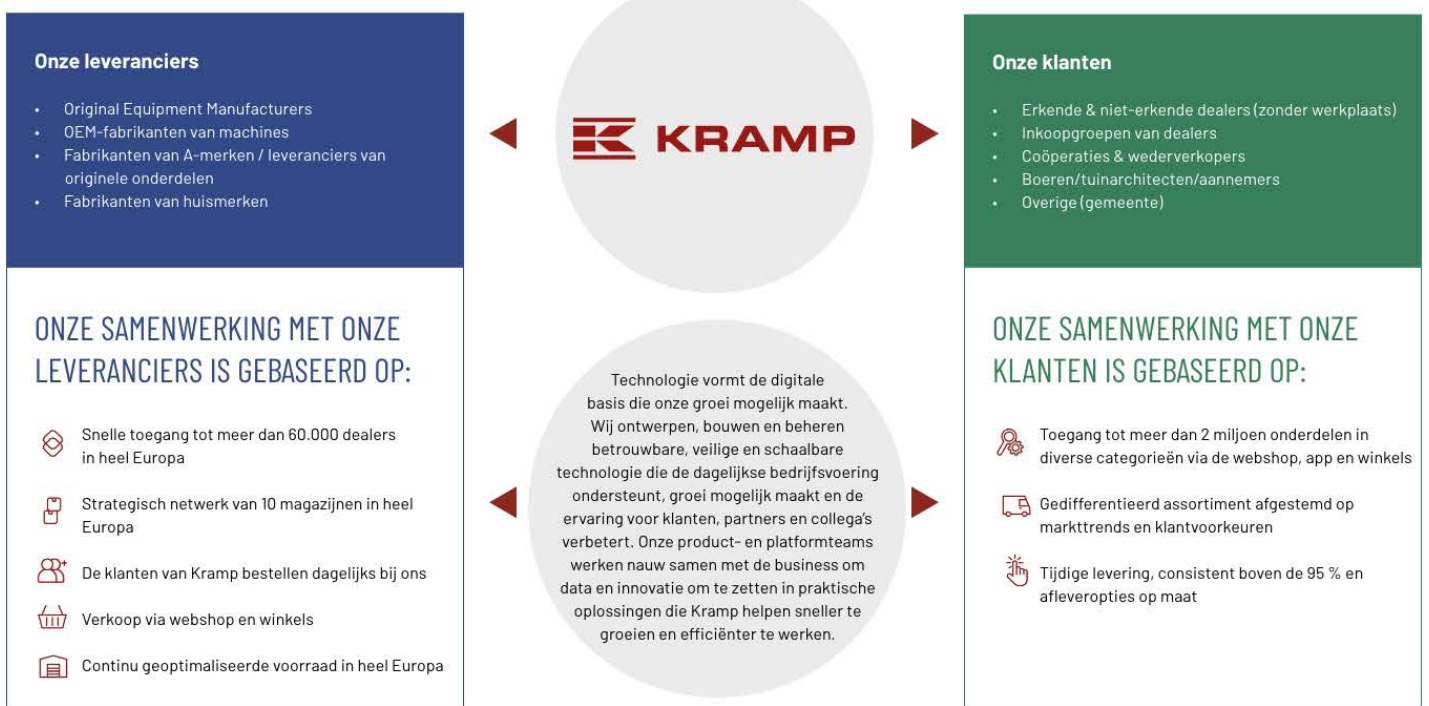 Onze leveranciers
• Original Equipment Manufacturers
• OEM-fabrikanten van machines
• Fabrikanten van A-merken / leveranciers van
originele onderdelen
• Fabrikanten van huismerken
ONZE SAMENWERKING MET ONZE
LEVERANCIERS IS GEBASEERD OP:
Snelle toegang tot meer dan 60.000 dealers
in heel Europa
Strategisch netwerk van 10 magazijnen in heel
Europa
De klanten van Kramp bestellen dagelijks bij ons
Verkoop via webshop en winkels
Continu geoptimaliseerde voorraad in heel Europa
KRAMP
Technologie vormt de digitale
basis die onze groei mogelijk maakt.
Wij ontwerpen, bouwen en beheren
betrouwbare, veilige en schaalbare
technologie die de dagelijkse bedrijfsvoering
ondersteunt, groei mogelijk maakt en de
ervaring voor klanten, partners en collega's
verbetert. Onze product- en platformteams
werken nauw samen met de business om
data en innovatie om te zetten in praktische
oplossingen die Kramp helpen sneller te
groeien en efficiënter te werken.
Onze klanten
• Erkende & niet-erkende dealers (zonder werkplaats)
• Inkoopgroepen van dealers
• Coöperaties & wederverkopers
• Boeren/tuinarchitecten/aannemers
• Overige (gemeente)
ONZE SAMENWERKING MET ONZE
KLANTEN IS GEBASEERD OP:
Toegang tot meer dan 2 miljoen onderdelen in
diverse categorieën via de webshop, app en winkels
Gedifferentieerd assortiment afgestemd op
markttrends en klantvoorkeuren
Tijdige levering, consistent boven de 95 % en
afleveropties op maat